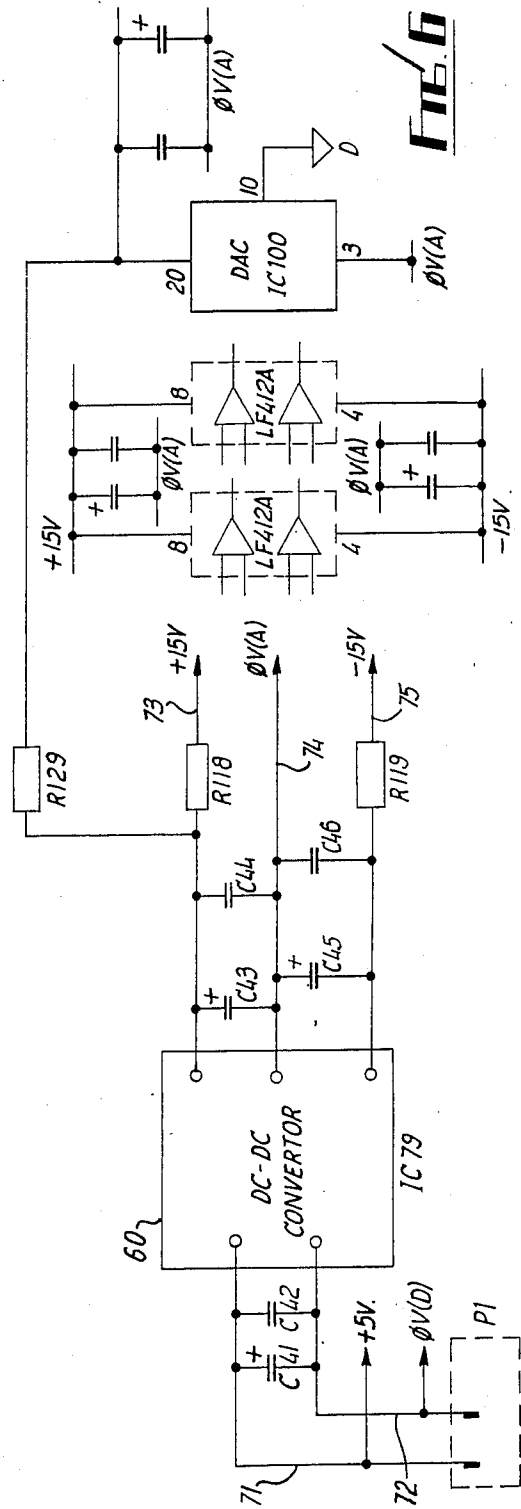 +
ØV(A)
FIG. 6
10
D
20
DAC
IC100
3
ØV(A)
+15V
+
ØV(A)
8
8
LF412A
LF412A
4
4
ØV(A)
+
-15V
R129
73
+15V
R118
ØV(A)
74
-15V
75
R119
C44
C46
+
C43
+
C45
60
DC-DC
CONVERTOR
IC79
+
C41
C42
+5V.
ØV(D)
71
72
P1